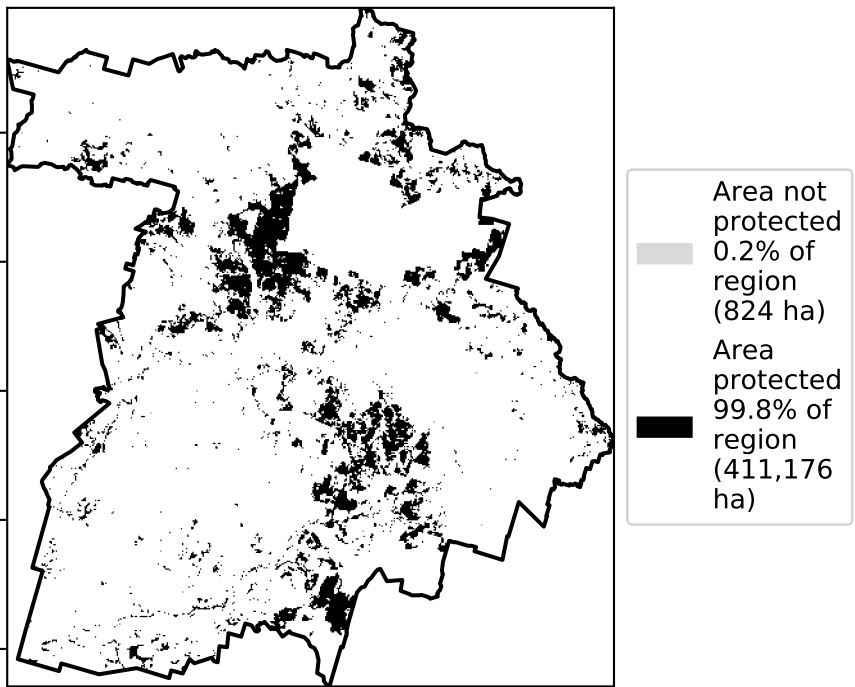 Area not
protected
0.2% of
region
(824 ha)
Area
protected
99.8% of
region
(411,176
ha)